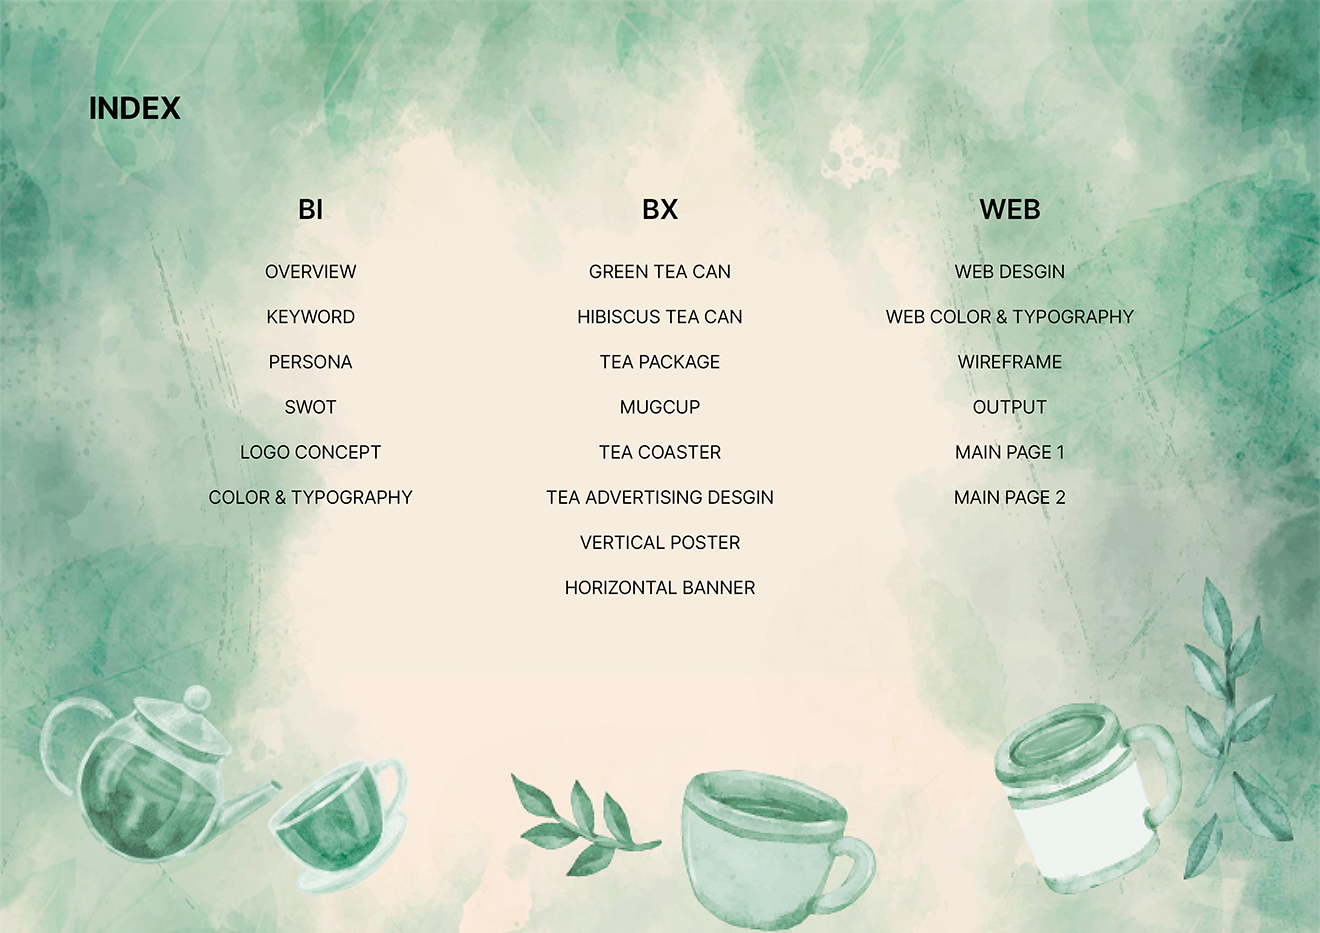 INDEX
BI
OVERVIEW
KEYWORD
PERSONA
SWOT
LOGO CONCEPT
COLOR & TYPOGRAPHY
BX
GREEN TEA CAN
HIBISCUS TEA CAN
TEA PACKAGE
MUGCUP
TEA COASTER
TEA ADVERTISING DESGIN
VERTICAL POSTER
HORIZONTAL BANNER
WEB
WEB DESGIN
WEB COLOR & TYPOGRAPHY
WIREFRAME
OUTPUT
MAIN PAGE 1
MAIN PAGE 2